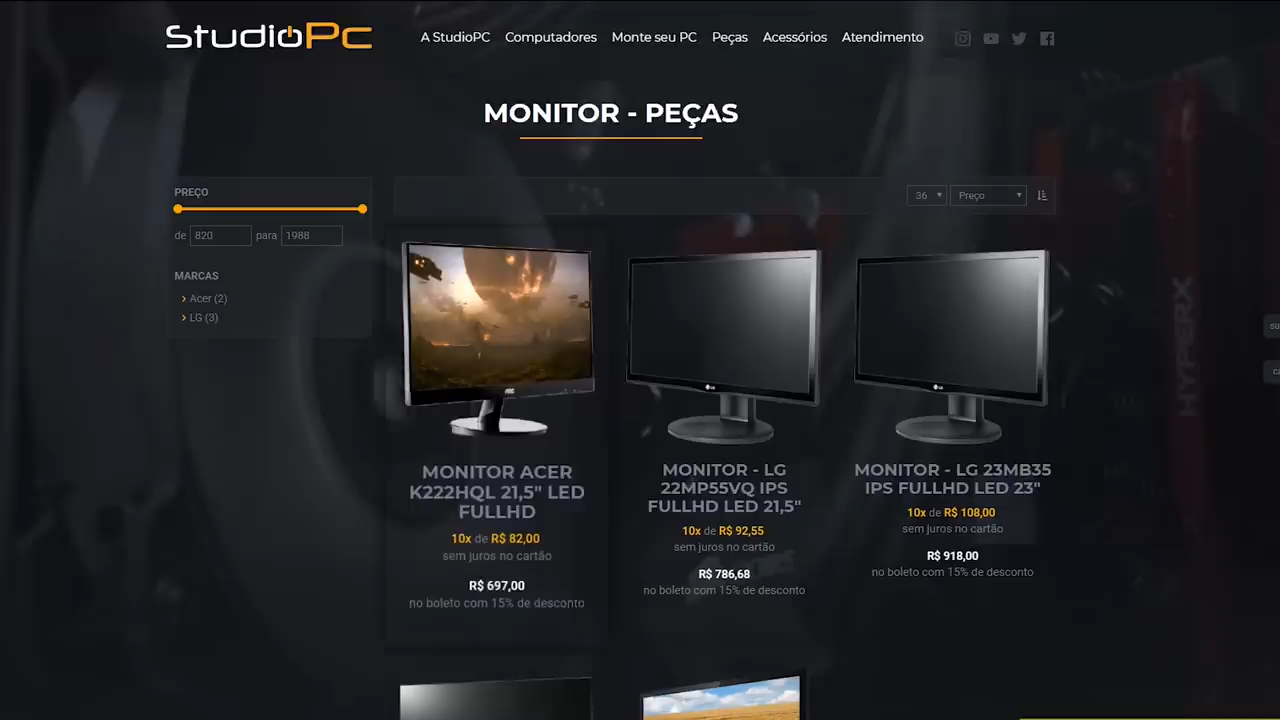 StudioPc
A StudioPC Computadores Monte seu PC Peças Acessórios Atendimento
MONITOR - PEÇAS
PREÇO
de 820 para 1988
MARCAS
Acer (2)
LG (3)
36 Preço
MONITOR ACER
K222HQL 21,5" LED
FULLHD
10x de R$ 82,00
sem juros no cartão
R$ 697,00
no boleto com 15% de desconto
MONITOR - LG
22MP55VQ IPS
FULLHD LED 21,5"
10x de R$ 92,55
sem juros no cartão
R$ 786,68
no boleto com 15% de desconto
MONITOR - LG 23MB35
IPS FULLHD LED 23"
10x de R$ 108,00
sem juros no cartão
R$ 918,00
no boleto com 15% de desconto
HYPERX